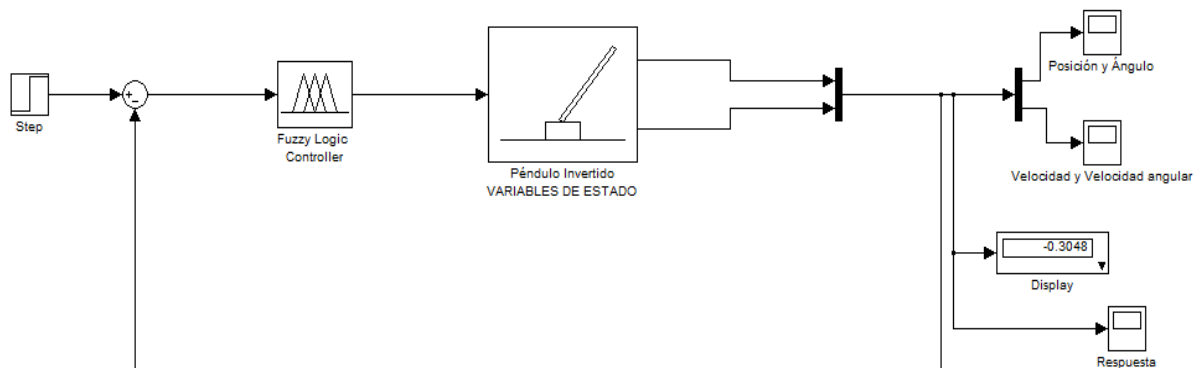 Step
Fuzzy Logic
Controller
Péndulo Invertido
VARIABLES DE ESTADO
Posición y Ángulo
Velocidad y Velocidad angular
-0.3048
Display
Respuesta